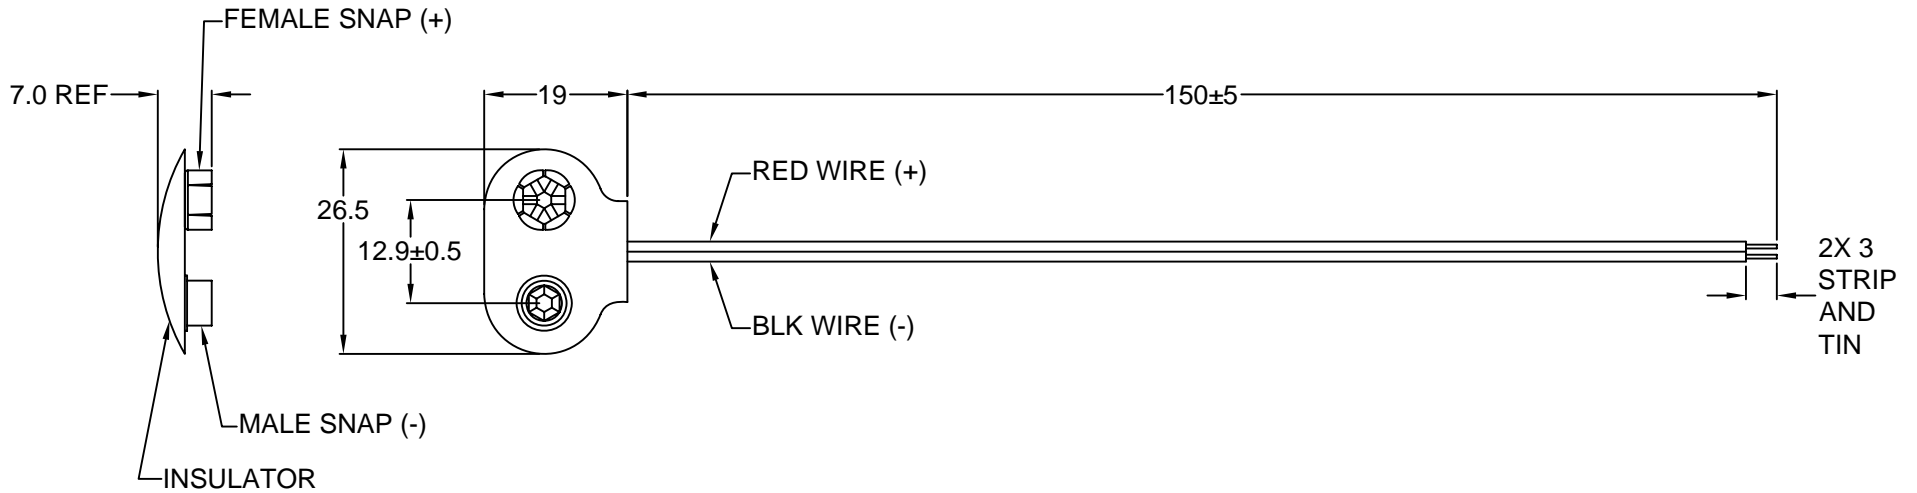 FEMALE SNAP (+)
7.0 REF
19
150±5
26.5
12.9±0.5
RED WIRE (+)
BLK WIRE (-)
2X 3
STRIP
AND
TIN
MALE SNAP (-)
INSULATOR